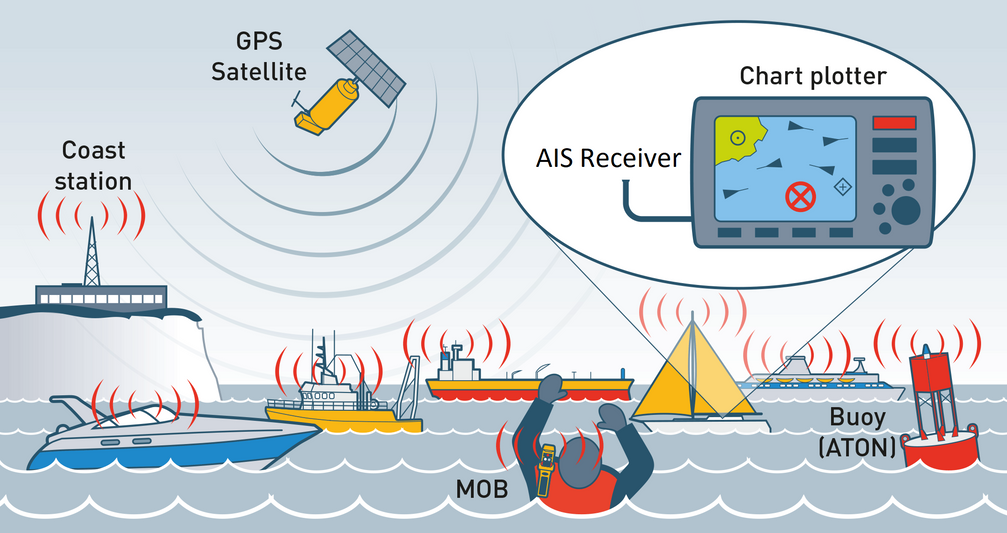 GPS
Satellite
Chart plotter
Coast
station
AIS Receiver
Buoy
(ATON)
MOB